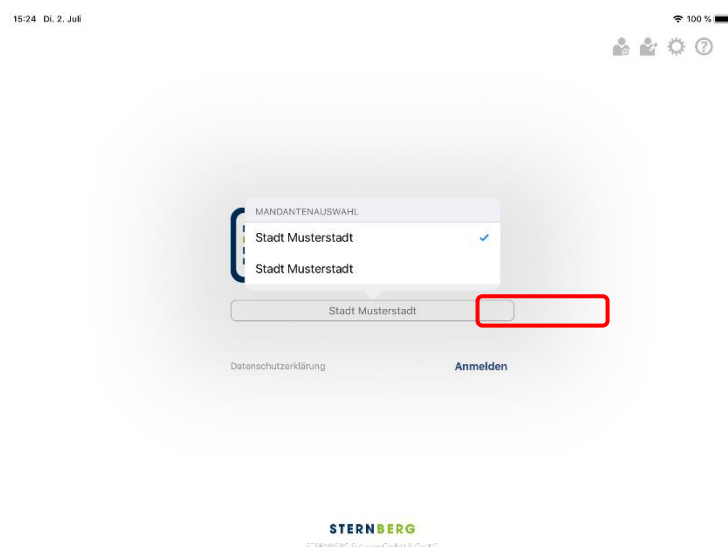 15:24 Di. 2. Juli
100 %
MANDANTENAUSWAHL
Stadt Musterstadt
Stadt Musterstadt
Stadt Musterstadt
Datenschutzerklärung
Anmelden
STERNBERG